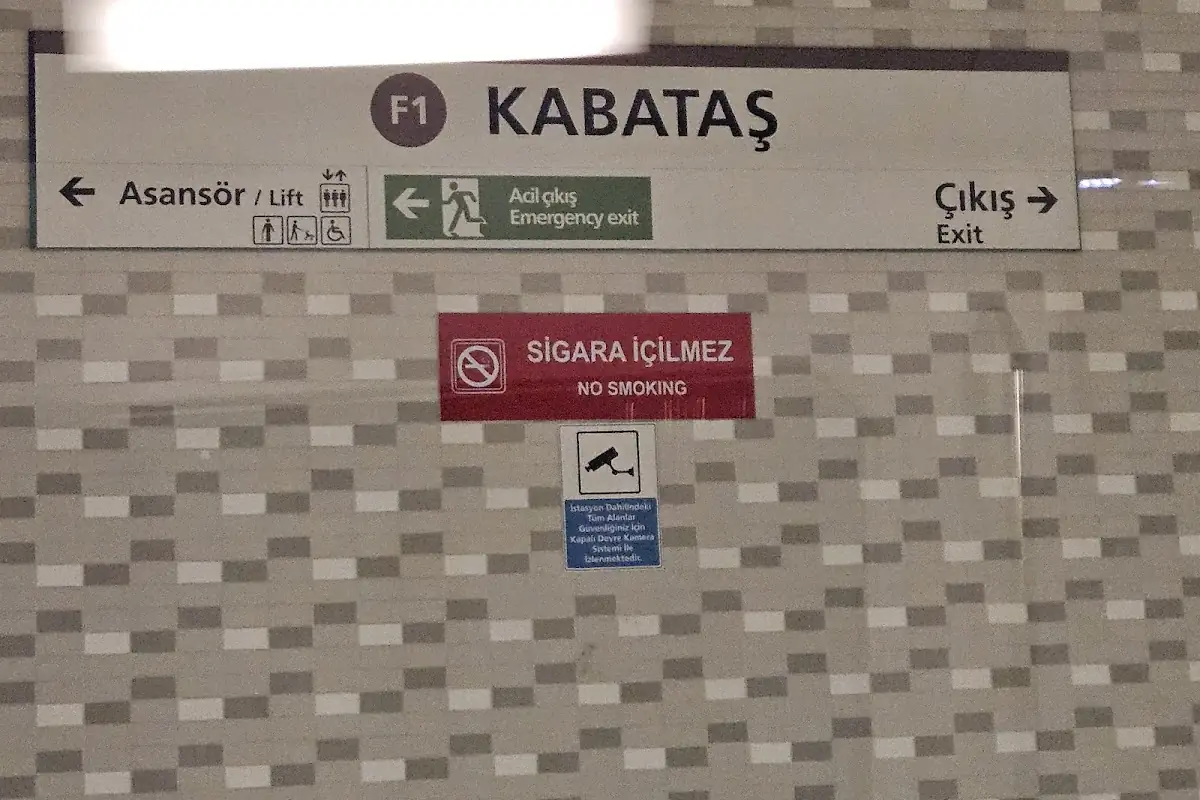 F1 KABATAŞ
← Asansör / Lift
← Acil çıkış
Emergency exit
Çıkış →
Exit
SİGARA İÇİLMEZ
NO SMOKING
İstasyon Dahilindeki
Tüm Alanlar
Güvenliğiniz İçin
Kapalı Devre Kamera
Sistemi İle
İzlenmektedir.